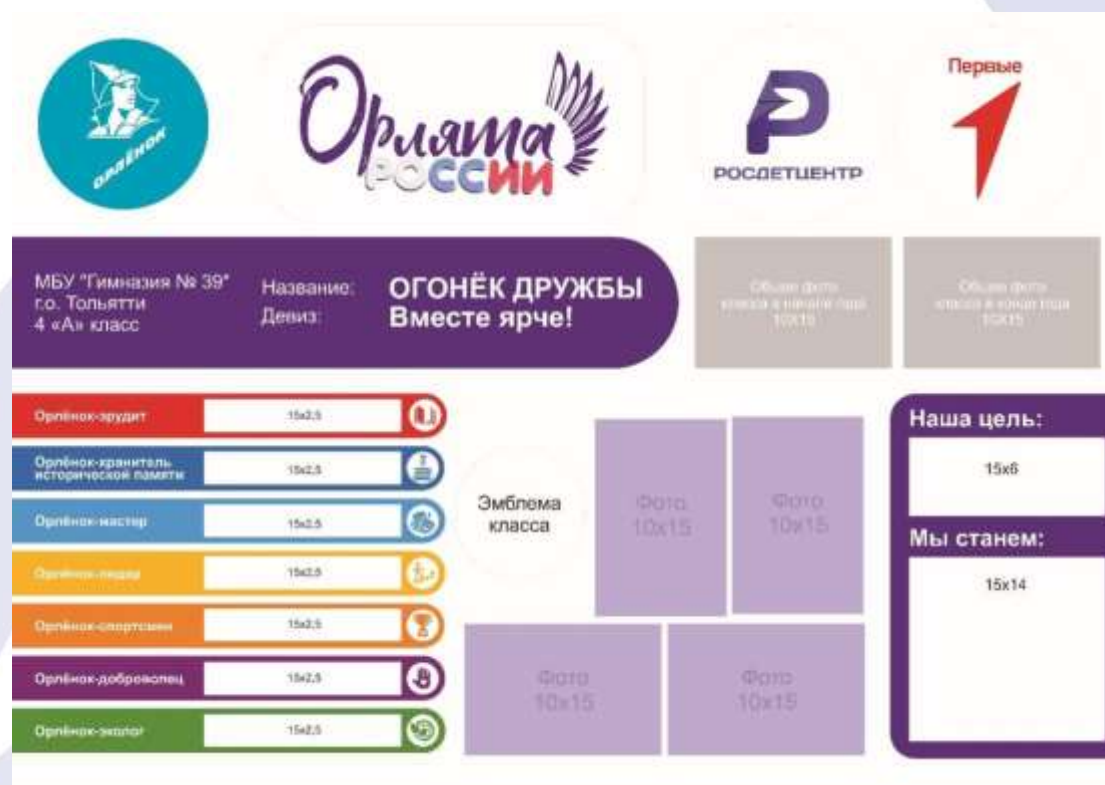 ОРЛЁНОК
Орлята
РОССИИ
РОСДЕТЦЕНТР
Первые
МБУ "Гимназия № 39"
г.о. Тольятти
4 «А» класс
Название:
Девиз:
ОГОНЁК ДРУЖБЫ
Вместе ярче!
Общее фото
класса в начале года
10Х15
Общее фото
класса в конце года
10Х15
Орлёнок-эрудит
15х2,5
Орлёнок-хранитель
исторической памяти
15х2,5
Орлёнок-мастер
15х2,5
Орлёнок-лидер
15х2,5
Орлёнок-спортсмен
15х2,5
Орлёнок-доброволец
15х2,5
Орлёнок-эколог
15х2,5
Эмблема
класса
Фото
10х15
Фото
10х15
Фото
10х15
Фото
10х15
Наша цель:
15х6
Мы станем:
15х14